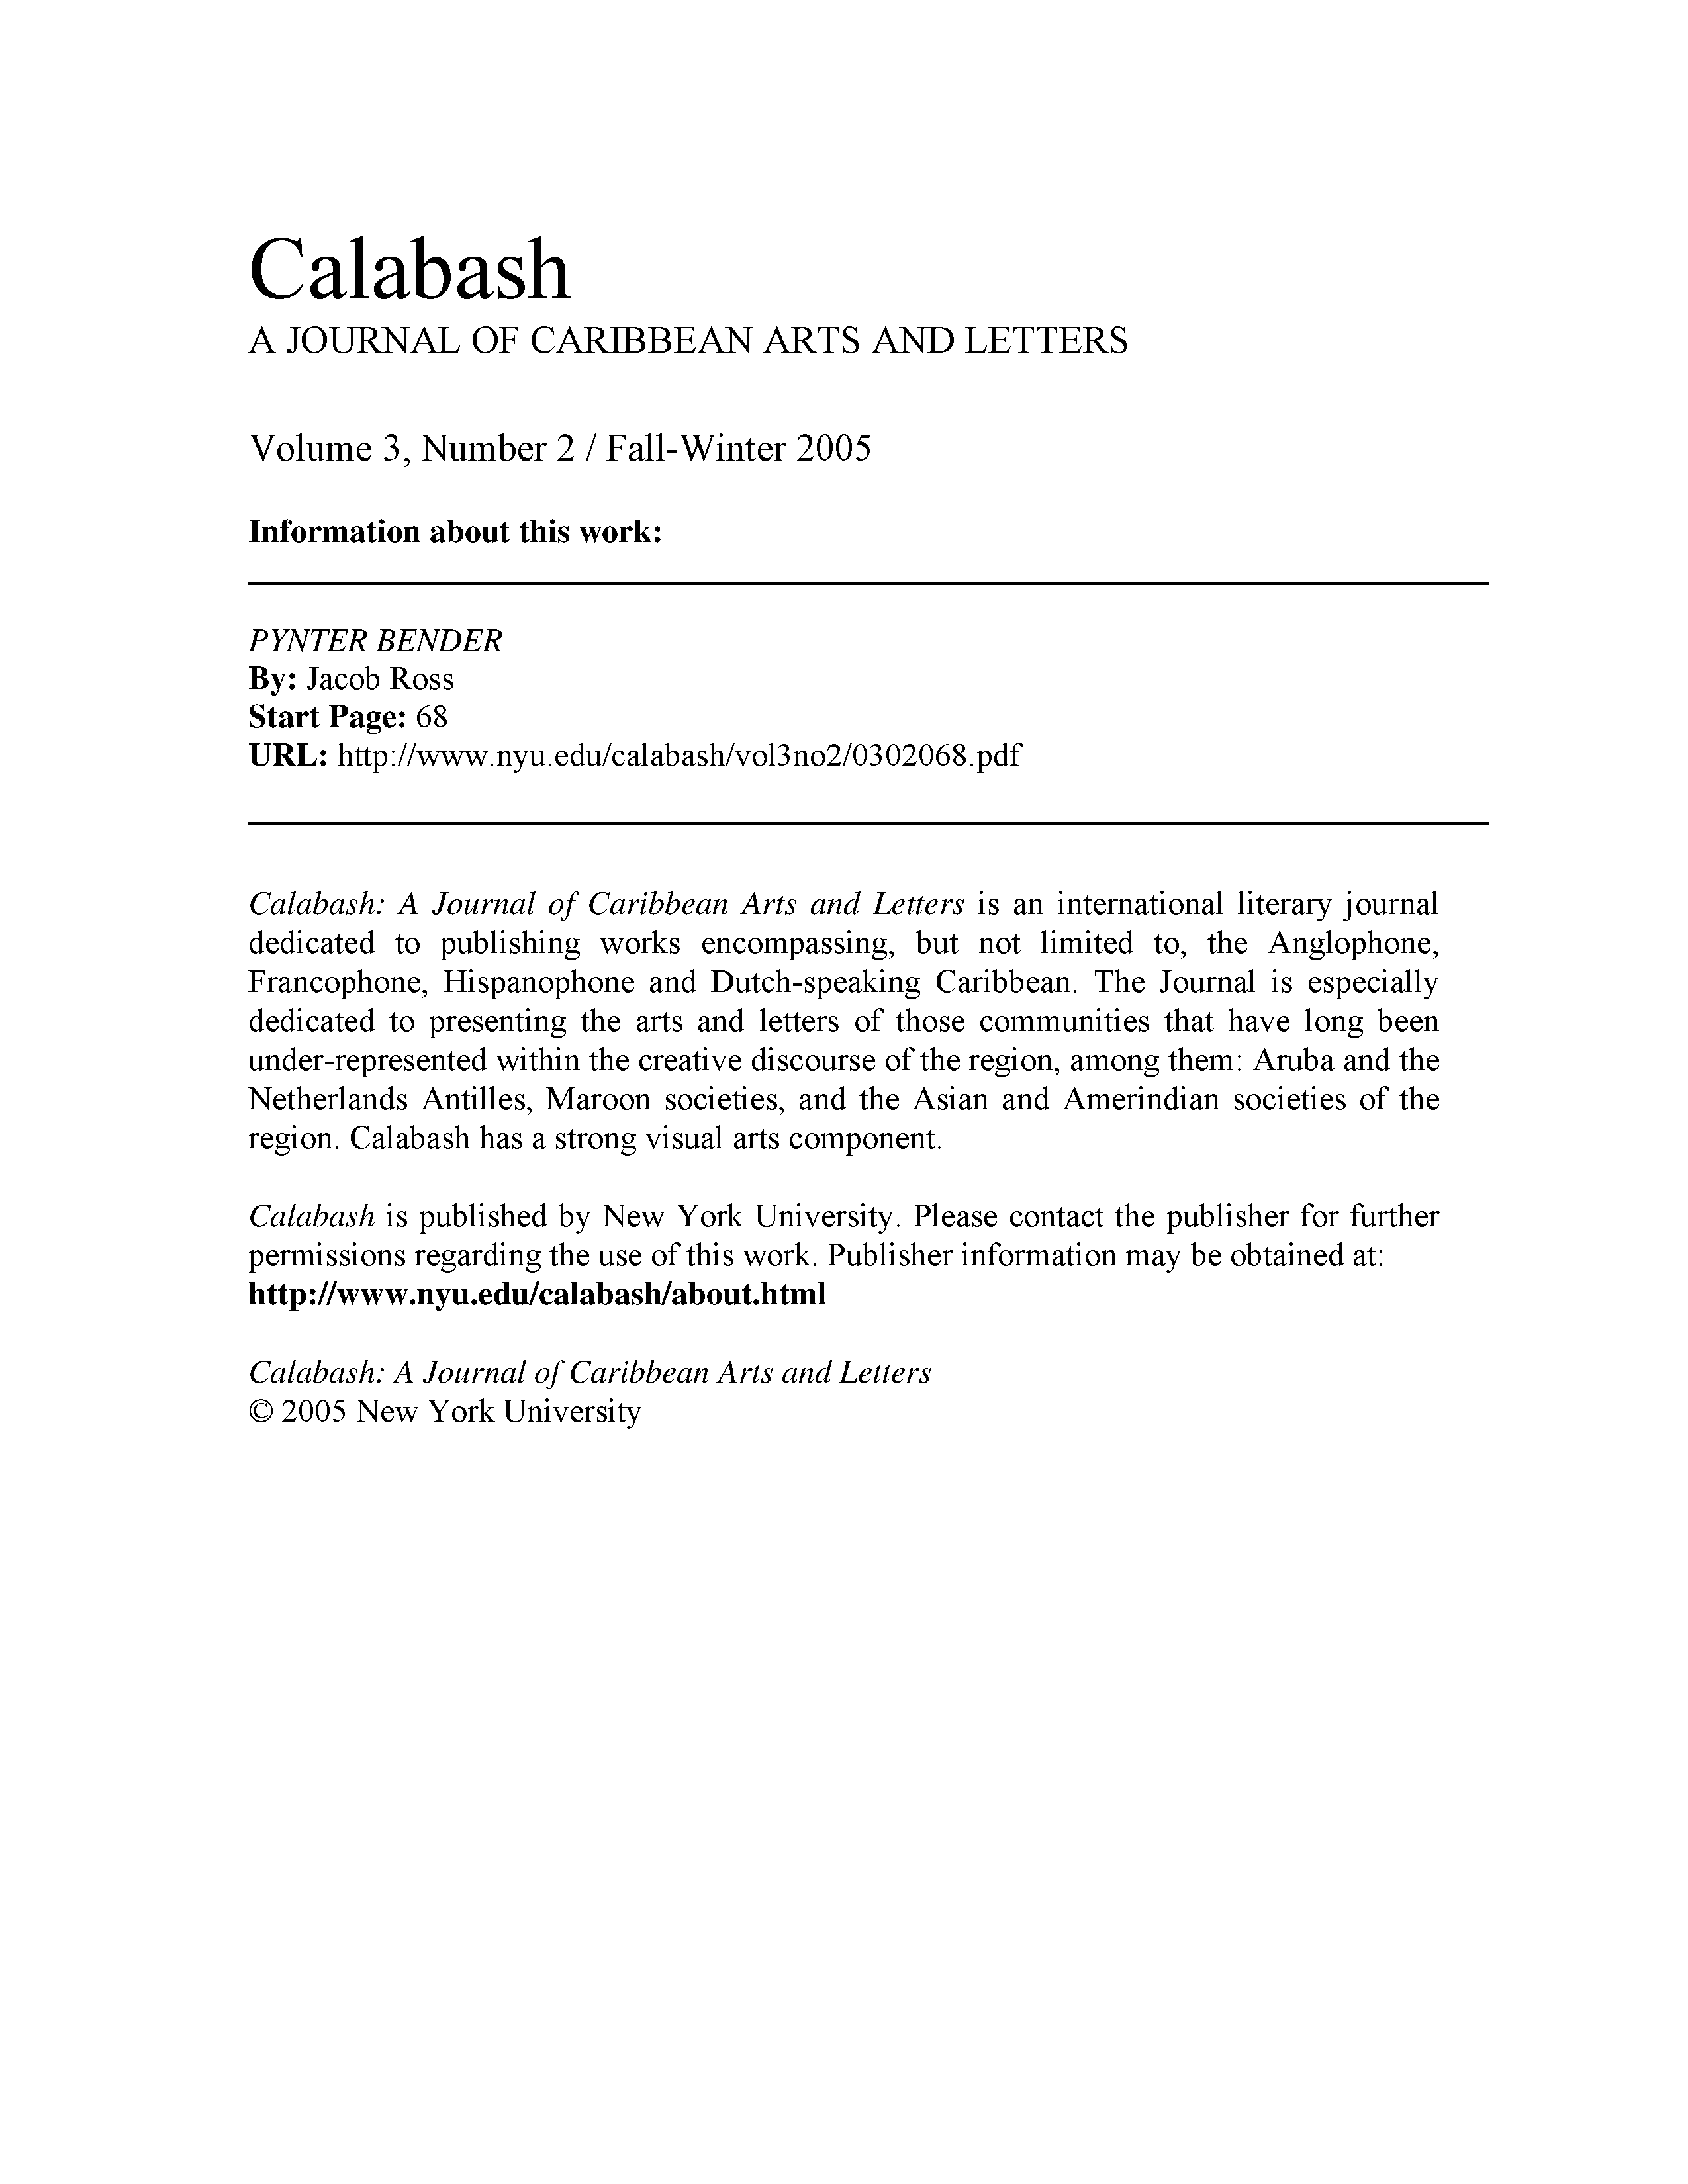 Calabash
A JOURNAL OF CARIBBEAN ARTS AND LETTERS
Volume 3, Number 2 / Fall-Winter 2005
Information about this work:
PYNTER BENDER
By: Jacob Ross
Start Page: 68
URL: http://www.nyu.edu/calabash/vol3no2/0302068.pdf
Calabash: A Journal of Caribbean Arts and Letters is an international literary journal
dedicated to publishing works encompassing, but not limited to, the Anglophone,
Francophone, Hispanophone and Dutch-speaking Caribbean. The Journal is especially
dedicated to presenting the arts and letters of those communities that have long been
under-represented within the creative discourse of the region, among them: Aruba and the
Netherlands Antilles, Maroon societies, and the Asian and Amerindian societies of the
region. Calabash has a strong visual arts component.
Calabash is published by New York University. Please contact the publisher for further
permissions regarding the use of this work. Publisher information may be obtained at:
http://www.nyu.edu/calabash/about.html
Calabash: A Journal of Caribbean Arts and Letters
© 2005 New York University